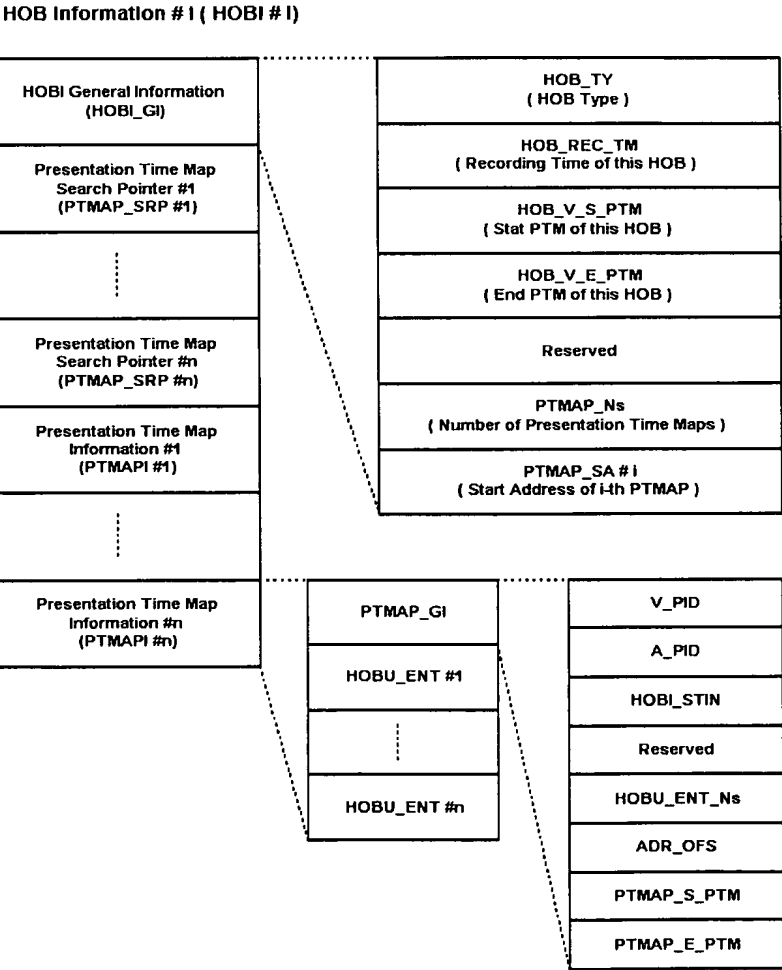 HOB Information # i ( HOBI # i)
HOBI General Information
(HOBI_GI)
Presentation Time Map
Search Pointer #1
(PTMAP_SRP #1)
Presentation Time Map
Search Pointer #n
(PTMAP_SRP #n)
Presentation Time Map
Information #1
(PTMAPI #1)
Presentation Time Map
Information #n
(PTMAPI #n)
HOB_TY
( HOB Type )
HOB_REC_TM
( Recording Time of this HOB )
HOB_V_S_PTM
( Stat PTM of this HOB )
HOB_V_E_PTM
( End PTM of this HOB )
Reserved
PTMAP_Ns
( Number of Presentation Time Maps )
PTMAP_SA # i
( Start Address of i-th PTMAP )
PTMAP_GI
HOBU_ENT #1
HOBU_ENT #n
V_PID
A_PID
HOBI_STIN
Reserved
HOBU_ENT_Ns
ADR_OFS
PTMAP_S_PTM
PTMAP_E_PTM